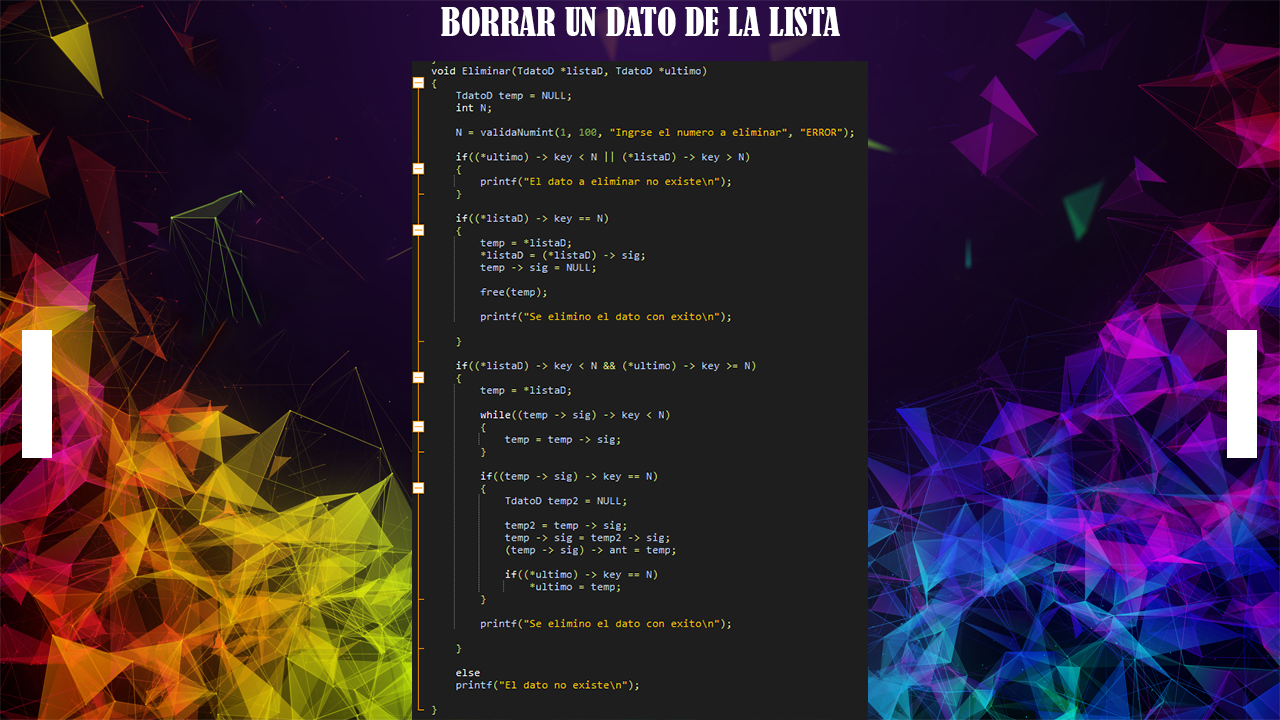 BORRAR UN DATO DE LA LISTA
}
void Eliminar(TdatoD *listaD, TdatoD *ultimo)
{
TdatoD temp = NULL;
int N;
N = validaNumint(1, 100, "Ingrse el numero a eliminar", "ERROR");
if((*ultimo) -> key < N || (*listaD) -> key > N)
{
printf("El dato a eliminar no existe\n");
}
if((*listaD) -> key == N)
{
temp = *listaD;
*listaD = (*listaD) -> sig;
temp -> sig = NULL;
free(temp);
printf("Se elimino el dato con exito\n");
}
if((*listaD) -> key < N && (*ultimo) -> key >= N)
{
temp = *listaD;
while((temp -> sig) -> key < N)
{
temp = temp -> sig;
}
if((temp -> sig) -> key == N)
{
TdatoD temp2 = NULL;
temp2 = temp -> sig;
temp -> sig = temp2 -> sig;
(temp -> sig) -> ant = temp;
if((*ultimo) -> key == N)
*ultimo = temp;
}
printf("Se elimino el dato con exito\n");
}
else
printf("El dato no existe\n");
}